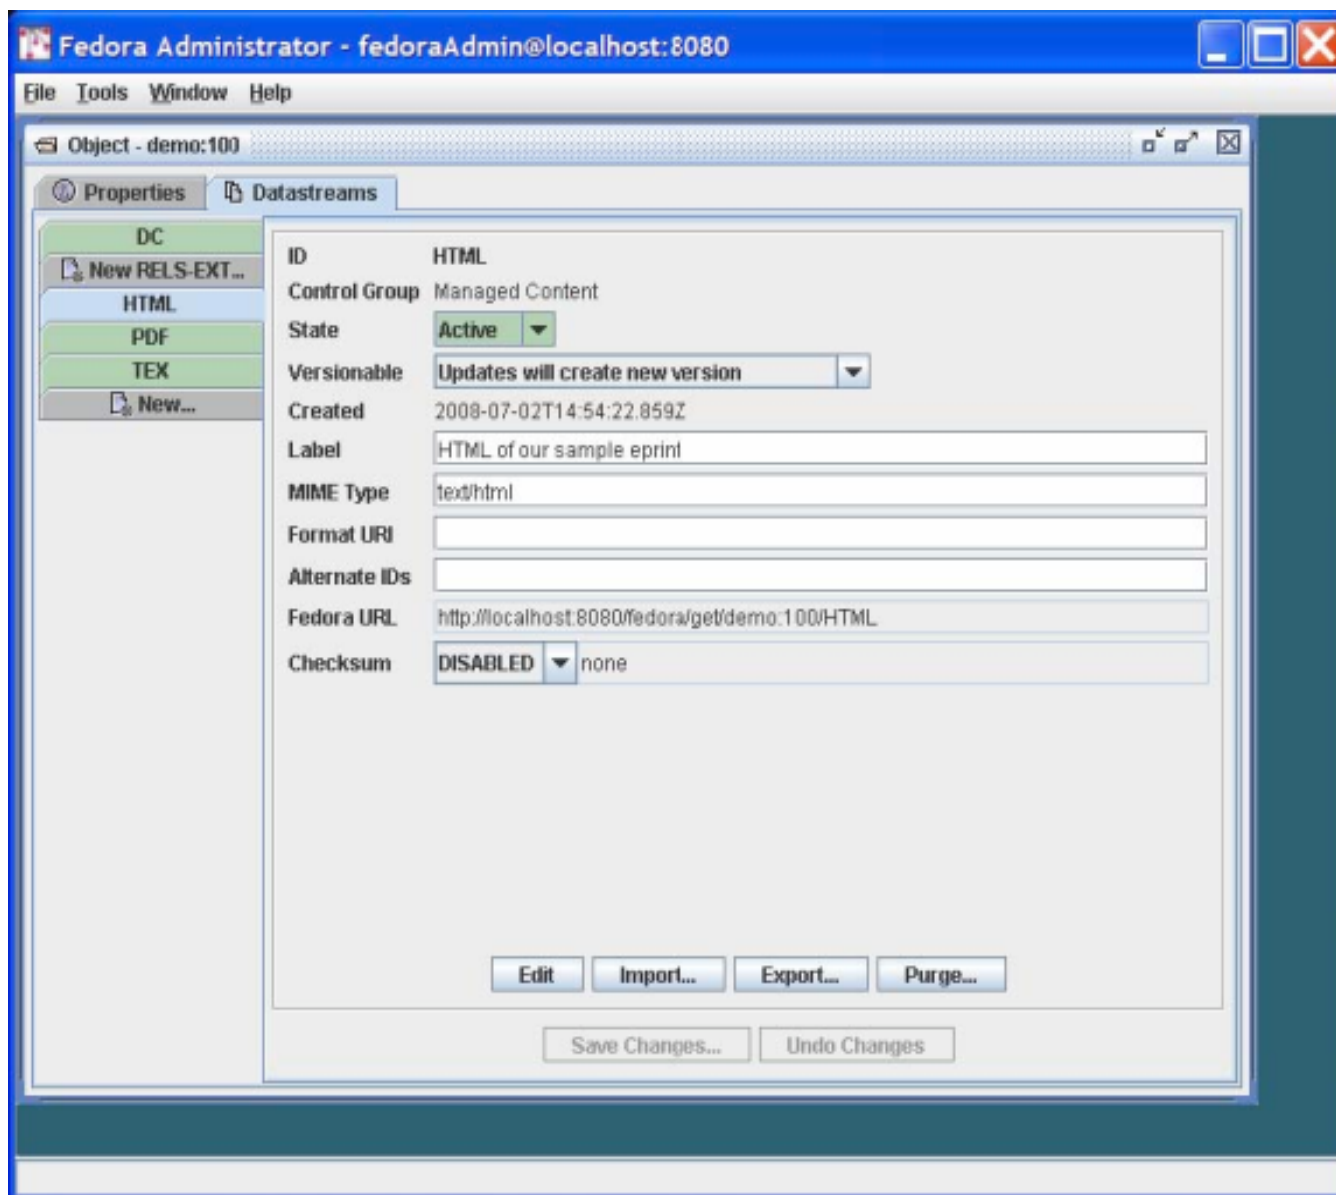 Fedora Administrator - fedoraAdmin@localhost:8080
File Tools Window Help
Object - demo:100
Properties Datastreams
DC
New RELS-EXT...
HTML
PDF
TEX
New...
ID HTML
Control Group Managed Content
State Active
Versionable Updates will create new version
Created 2008-07-02T14:54:22.859Z
Label HTML of our sample eprint
MIME Type text/html
Format URI
Alternate IDs
Fedora URL http://localhost:8080/fedora/get/demo:100/HTML
Checksum DISABLED none
Edit Import... Export... Purge...
Save Changes... Undo Changes